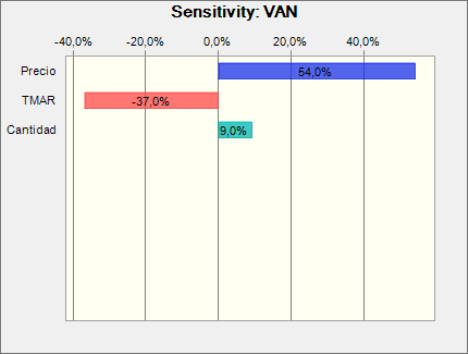 Sensitivity: VAN
-40,0% -20,0% 0,0% 20,0% 40,0%
Precio 54,0%
TMAR -37,0%
Cantidad 9,0%